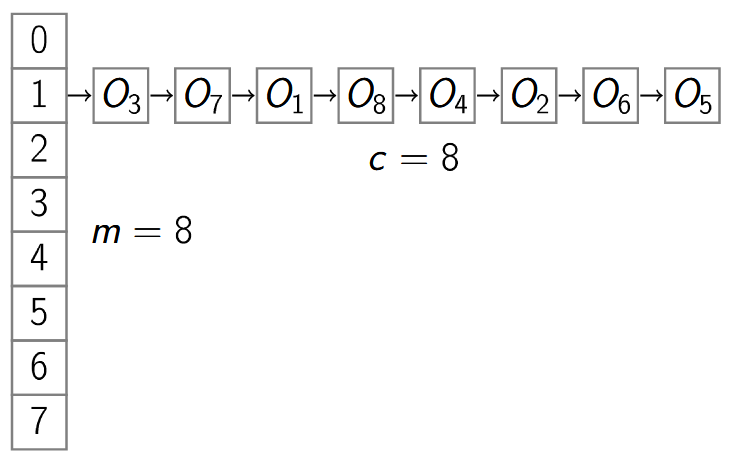 0
1 → O₃ → O₇ → O₁ → O₈ → O₄ → O₂ → O₆ → O₅
2
c = 8
3
m = 8
4
5
6
7